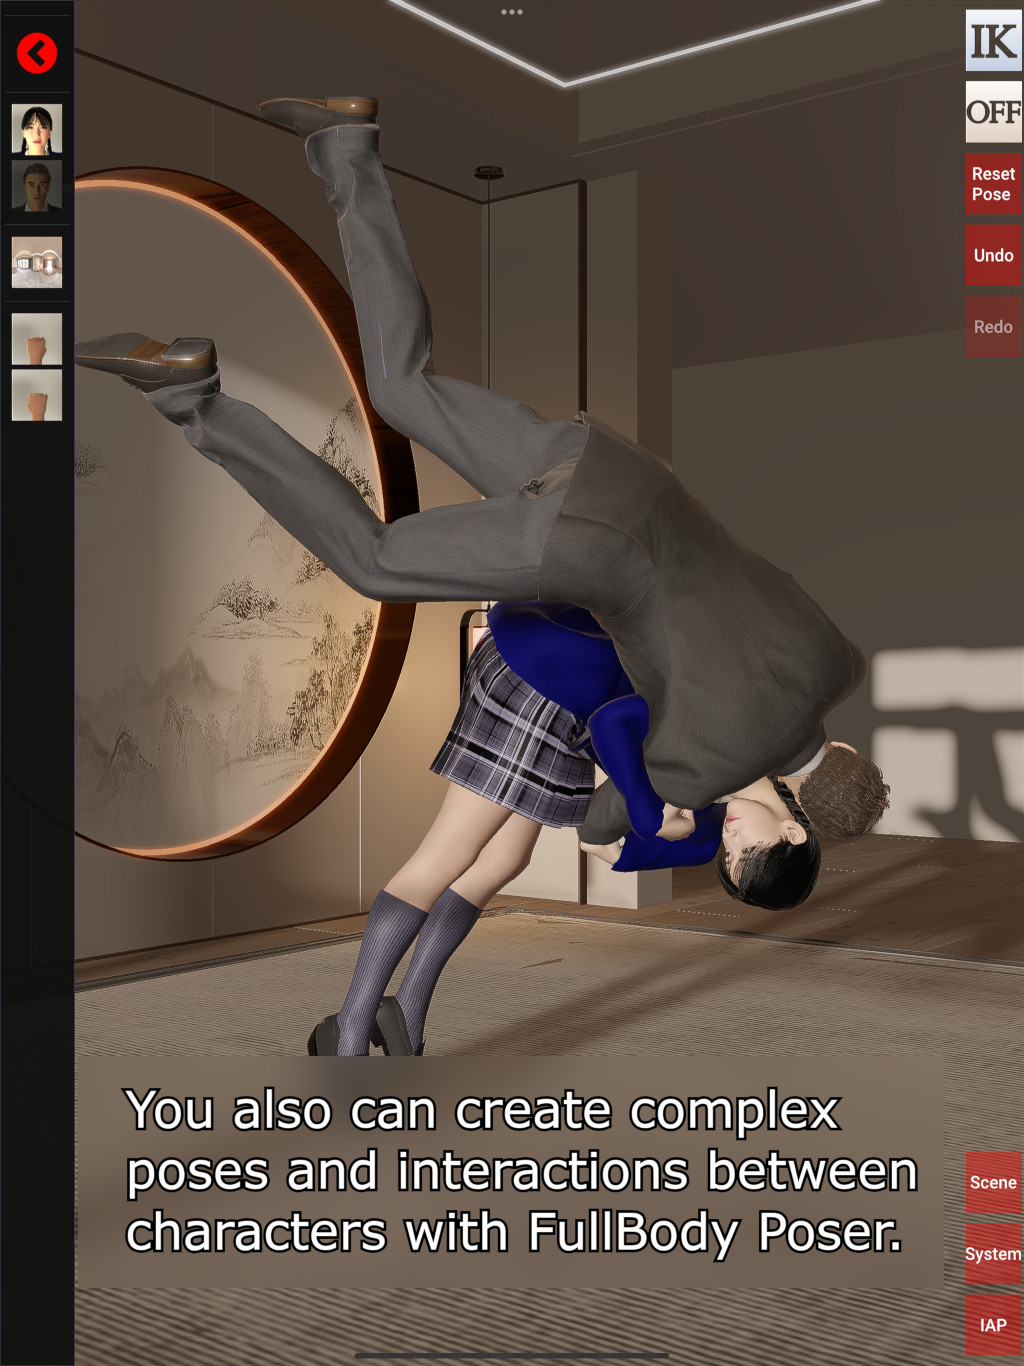 IK
OFF
Reset
Pose
Undo
Redo
You also can create complex
poses and interactions between
characters with FullBody Poser.
Scene
System
IAP